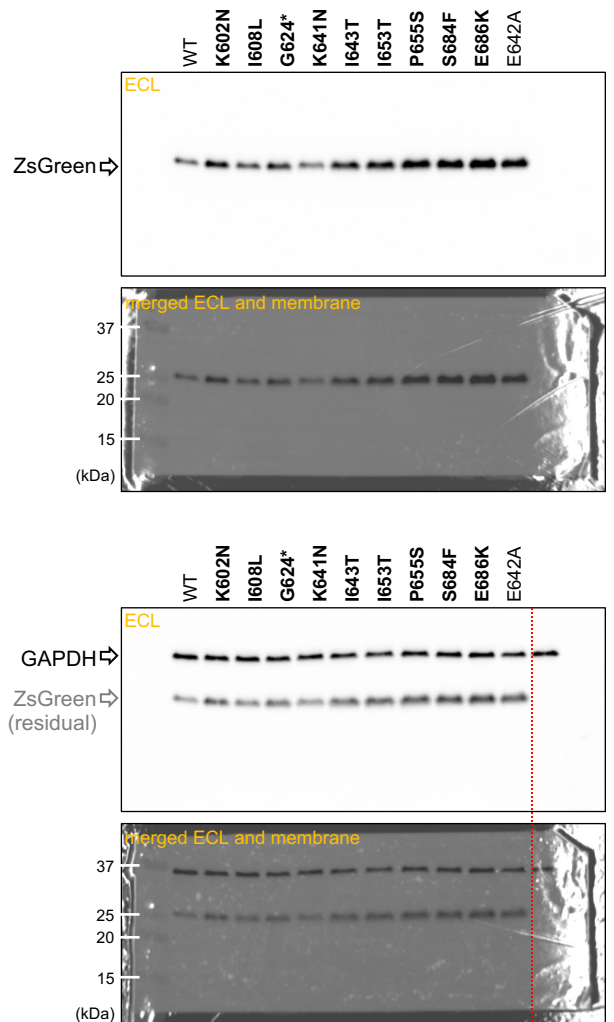 WT K602N I608L G624* K641N I643T I653T P655S S684F E686K E642A
ECL
ZsGreen
merged ECL and membrane
37
25
20
15
(kDa)
WT K602N I608L G624* K641N I643T I653T P655S S684F E686K E642A
ECL
GAPDH
ZsGreen
(residual)
merged ECL and membrane
37
25
20
15
(kDa)